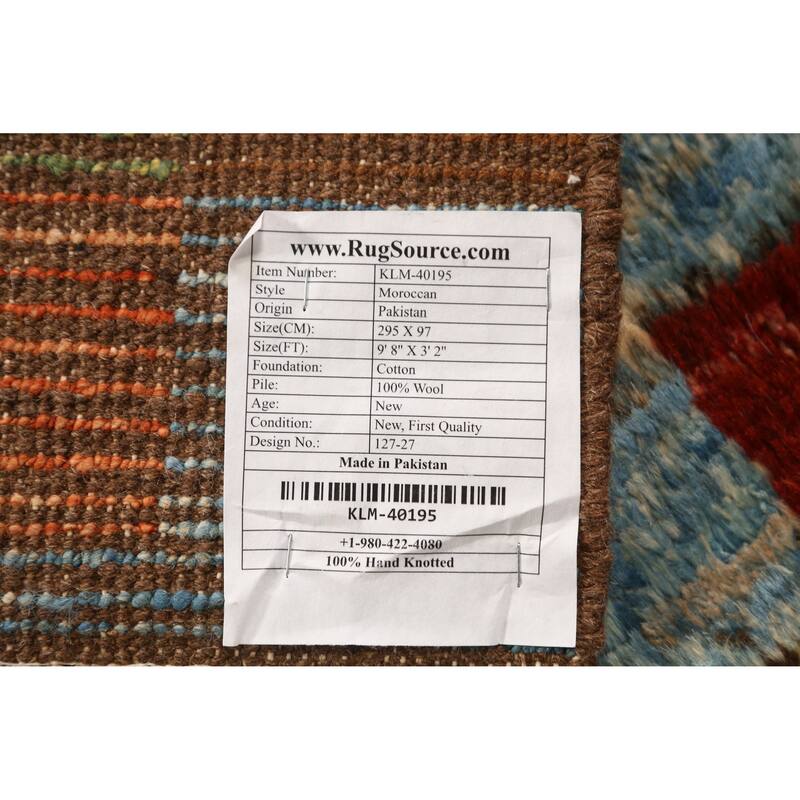 www.RugSource.com
Item Number: KLM-40195
Style Moroccan
Origin Pakistan
Size(CM): 295 X 97
Size(FT): 9' 8" X 3' 2"
Foundation: Cotton
Pile: 100% Wool
Age: New
Condition: New, First Quality
Design No.: 127-27
Made in Pakistan
KLM-40195
+1-980-422-4080
100% Hand Knotted